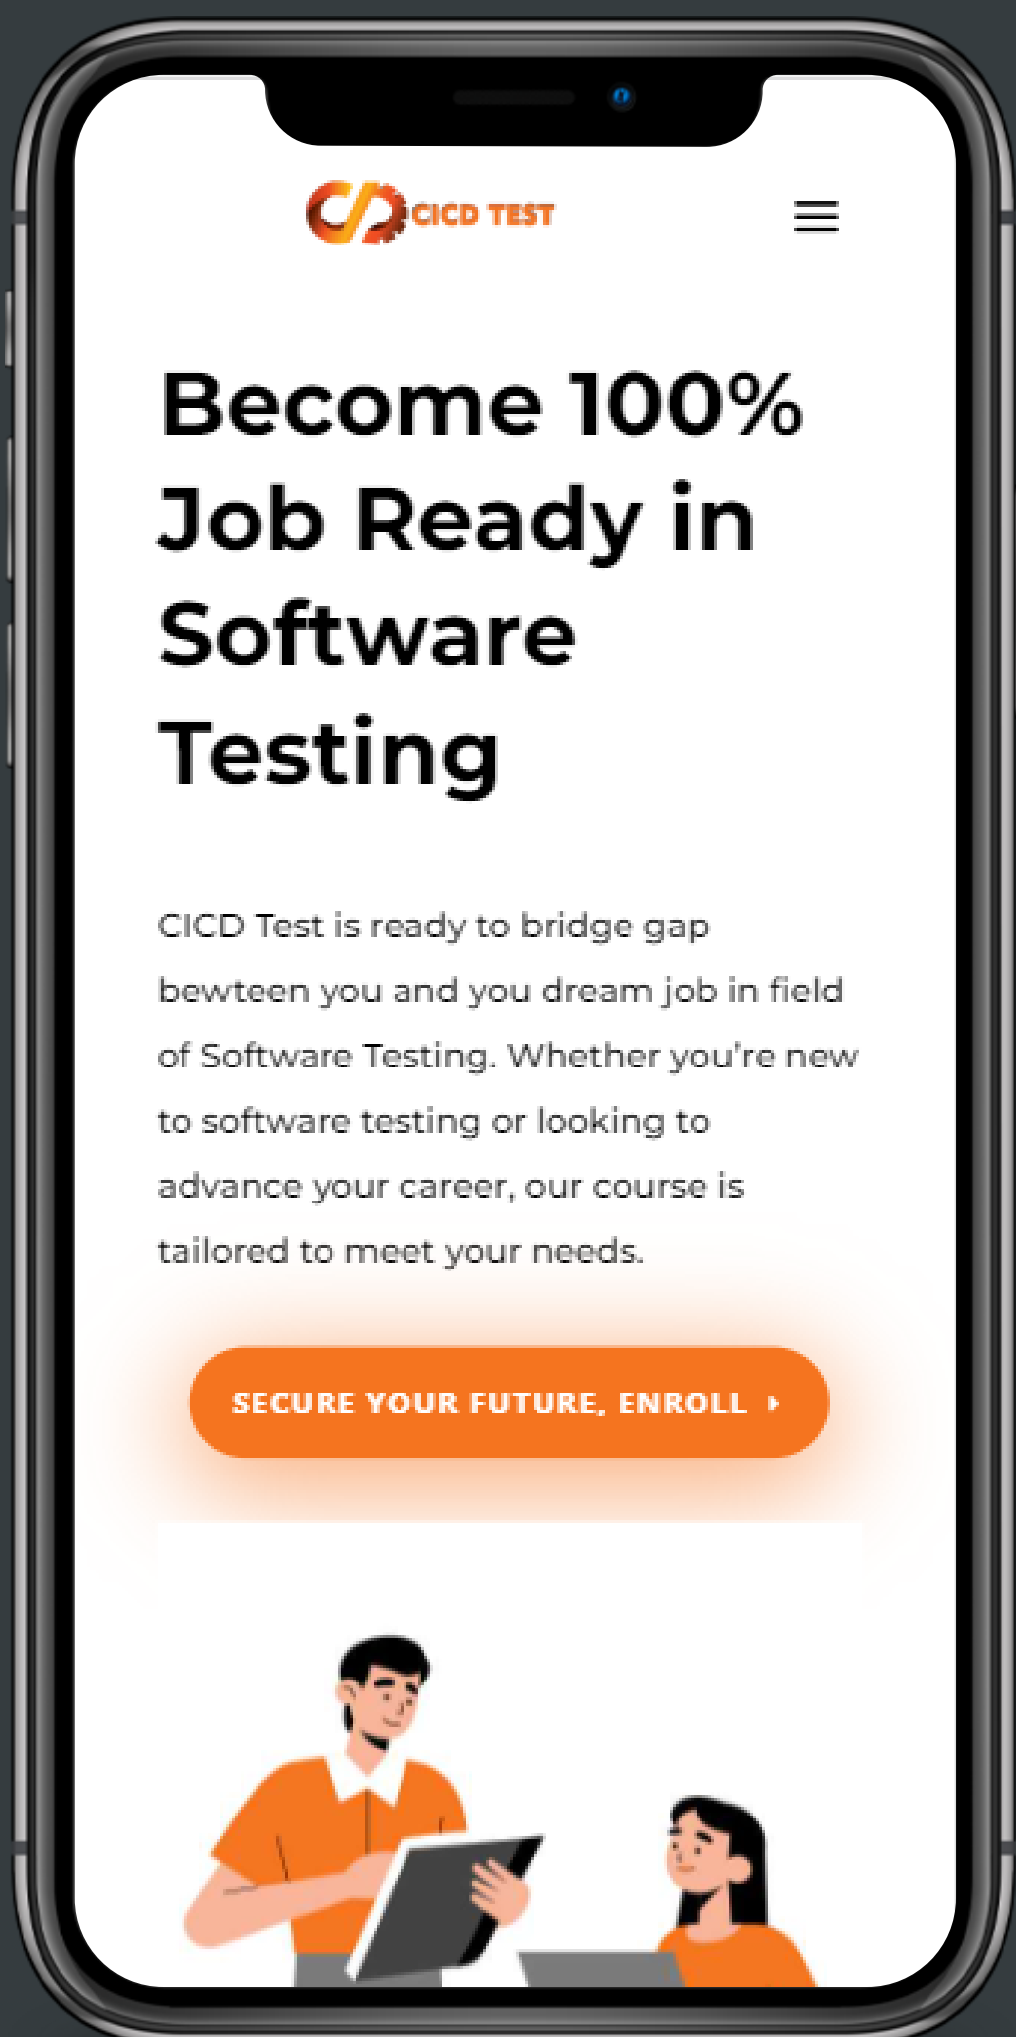 CICD TEST
Become 100%
Job Ready in
Software
Testing
CICD Test is ready to bridge gap
bewteen you and you dream job in field
of Software Testing. Whether you're new
to software testing or looking to
advance your career, our course is
tailored to meet your needs.
SECURE YOUR FUTURE, ENROLL